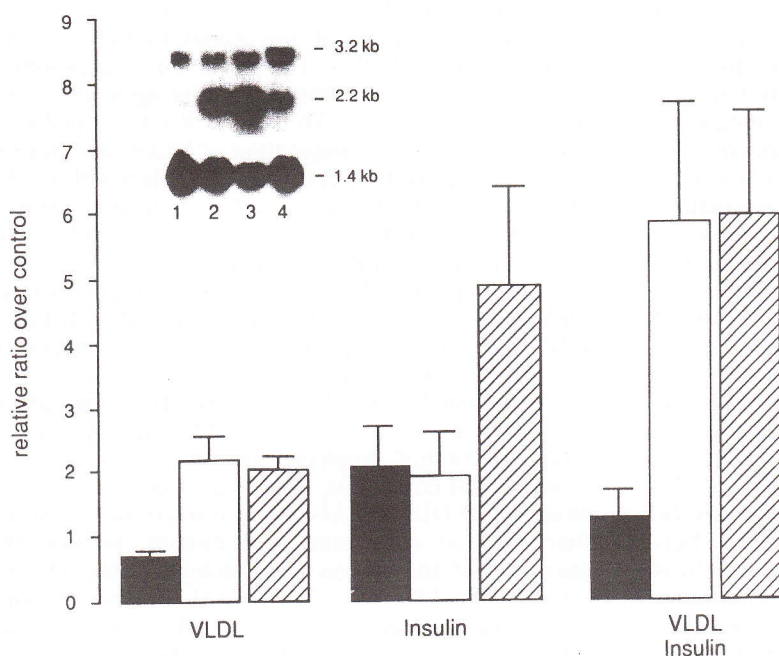 9
8
7
6
5
4
3
2
1
0
relative ratio over control
– 3.2 kb
– 2.2 kb
– 1.4 kb
1 2 3 4
VLDL
Insulin
VLDL
Insulin